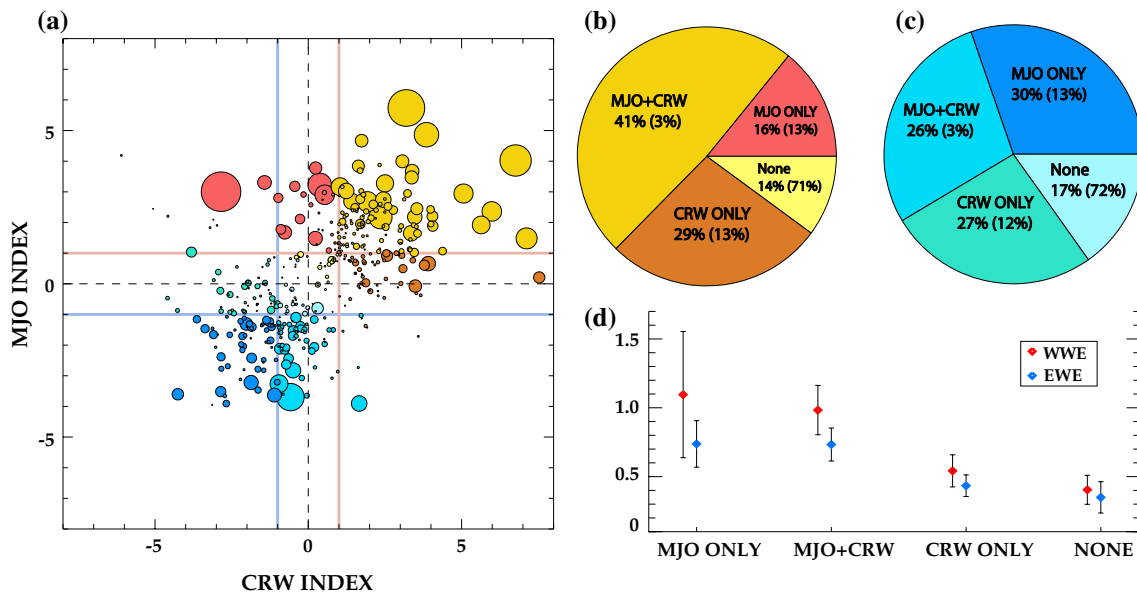 (a)
MJO INDEX
5
0
-5
-5
0
5
CRW INDEX
(b)
MJO+CRW
41% (3%)
MJO ONLY
16% (13%)
None
14% (71%)
CRW ONLY
29% (13%)
(c)
MJO ONLY
30% (13%)
MJO+CRW
26% (3%)
None
17% (72%)
CRW ONLY
27% (12%)
(d)
1.5
1.0
0.5
0
WWE
EWE
MJO ONLY
MJO+CRW
CRW ONLY
NONE